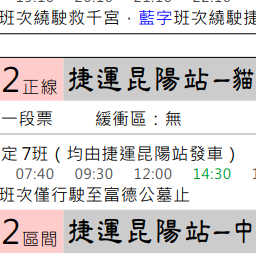 班次繞駛救千宮．藍字班次繞駛捷
2正線 捷運昆陽站–貓
一段票 緩衝區：無
定 7班（均由捷運昆陽站發車）
07:40 09:30 12:00 14:30
班次僅行駛至富德公墓止
2區間 捷運昆陽站–中